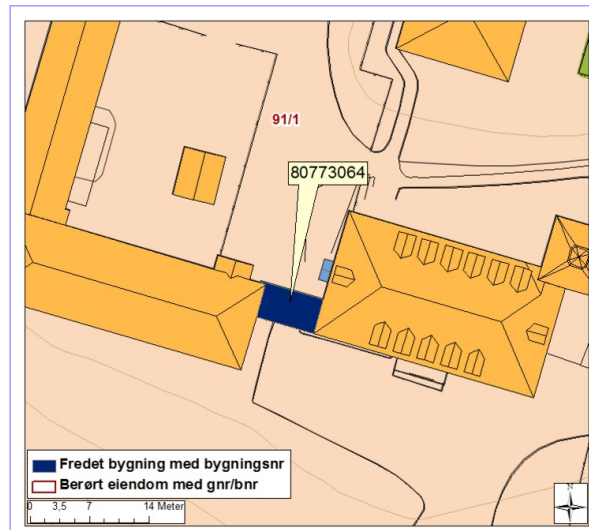 91/1
80773064
Fredet bygning med bygningsnr
Berørt eiendom med gnr/bnr
0 3,5 7 14 Meter
N